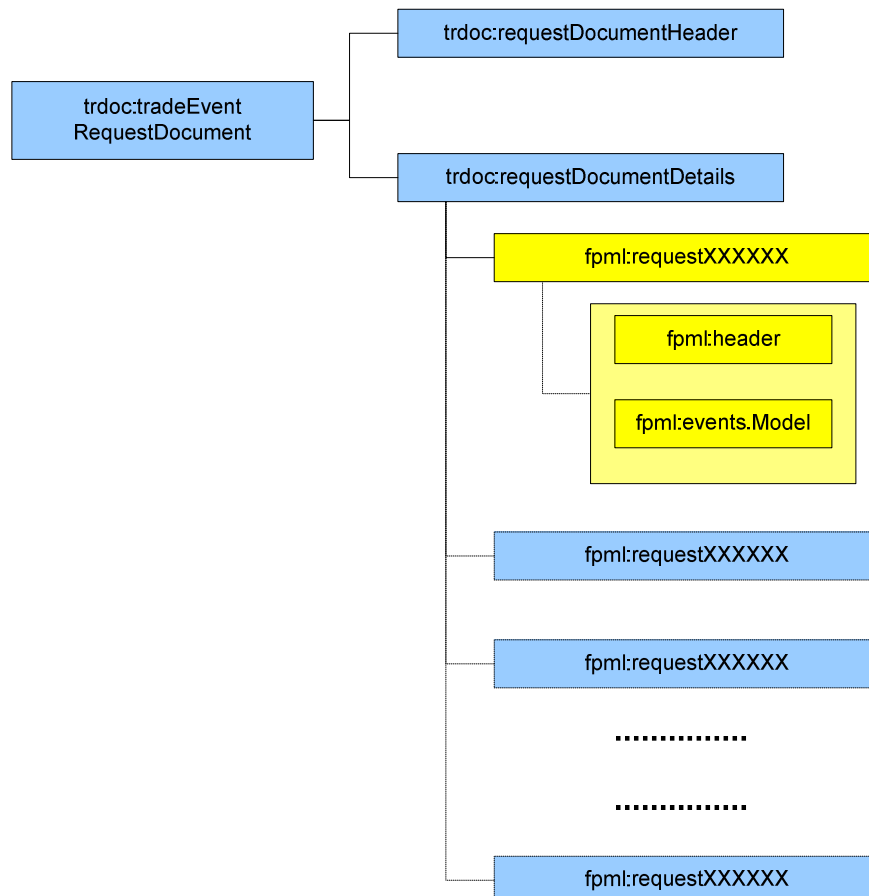 trdoc:requestDocumentHeader
trdoc:tradeEvent
RequestDocument
trdoc:requestDocumentDetails
fpml:requestXXXXXX
fpml:header
fpml:events.Model
fpml:requestXXXXXX
fpml:requestXXXXXX
...............
...............
fpml:requestXXXXXX